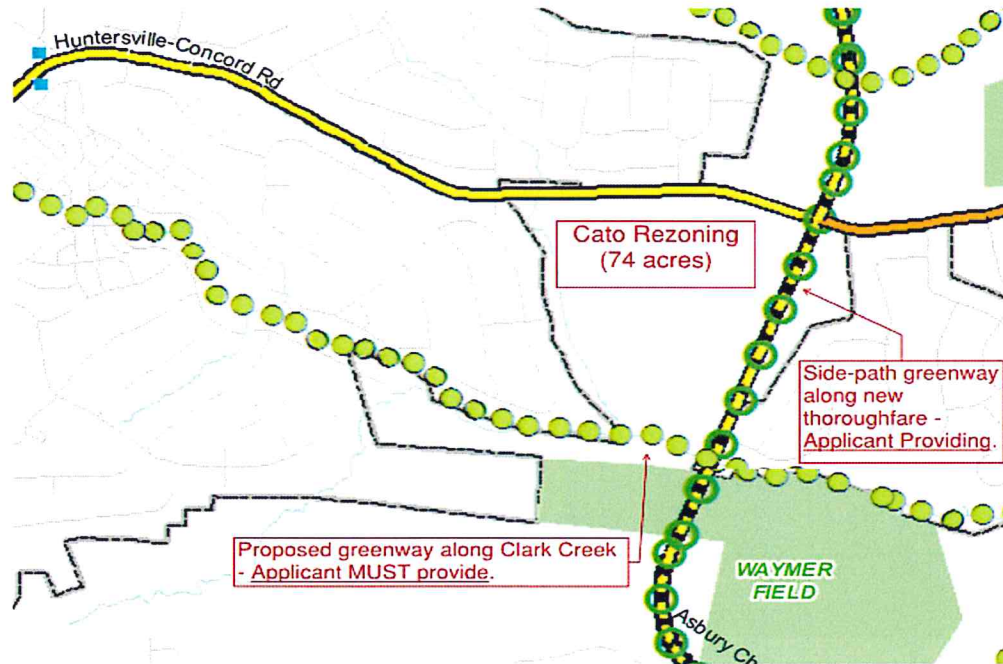 Huntersville-Concord Rd
Cato Rezoning
(74 acres)
Side-path greenway
along new
thoroughfare -
Applicant Providing.
Proposed greenway along Clark Creek
- Applicant MUST provide.
WAYMER
FIELD
Asbury Ch